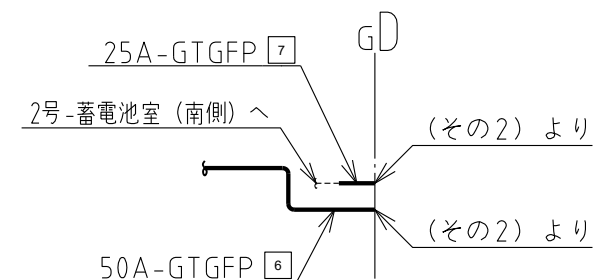 GD
25A-GTGFP 7
2号-蓄電池室 (南側) へ
(その2) より
(その2) より
50A-GTGFP 6